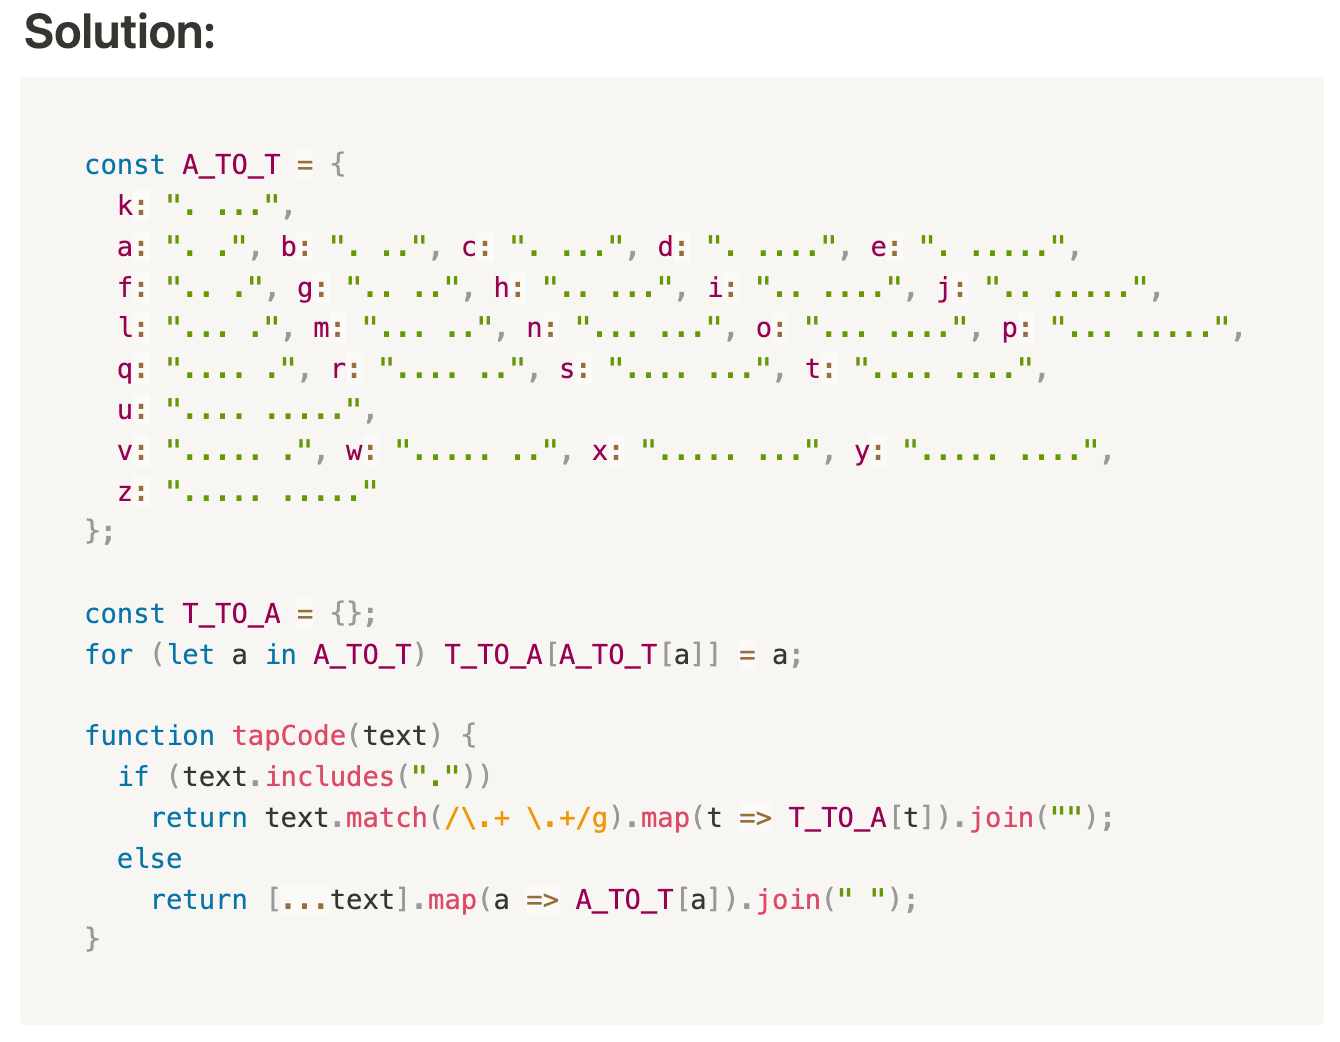 Solution:
const A_TO_T = {
  k: ". ...",
  a: ". .", b: ". ..", c: ". ...", d: ". ....", e: ". .....",
  f: ".. .", g: ".. ..", h: ".. ...", i: ".. ....", j: ".. .....",
  l: "... .", m: "... ..", n: "... ...", o: "... ....", p: "... .....",
  q: ".... .", r: ".... ..", s: ".... ...", t: ".... ....",
  u: ".... .....",
  v: "..... .", w: "..... ..", x: "..... ...", y: "..... ....",
  z: "..... ....."
};
const T_TO_A = {};
for (let a in A_TO_T) T_TO_A[A_TO_T[a]] = a;
function tapCode(text) {
  if (text.includes("."))
    return text.match(/\.+ \.+/g).map(t => T_TO_A[t]).join("");
  else
    return [...text].map(a => A_TO_T[a]).join(" ");
}